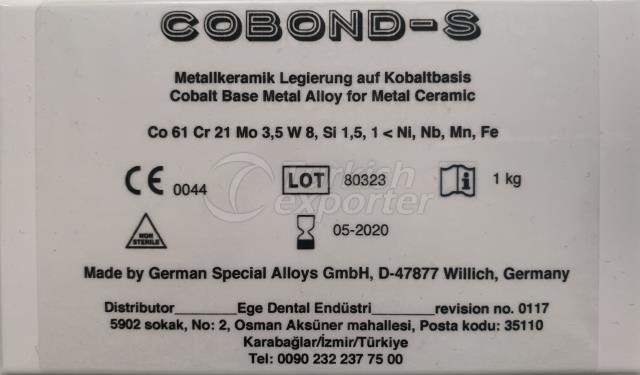 COBOND-S
Metallkeramik Legierung auf Kobaltbasis
Cobalt Base Metal Alloy for Metal Ceramic
Co 61 Cr 21 Mo 3,5 W 8, Si 1,5, 1 < Ni, Nb, Mn, Fe
CE 0044 LOT 80323 i 1 kg
Turkish
exporter
NON STERILE 05-2020
Made by German Special Alloys GmbH, D-47877 Willich, Germany
Distributor_______Ege Dental Endüstri_______revision no. 0117
5902 sokak, No: 2, Osman Aksüner mahallesi, Posta kodu: 35110
Karabağlar/İzmir/Türkiye
Tel: 0090 232 237 75 00